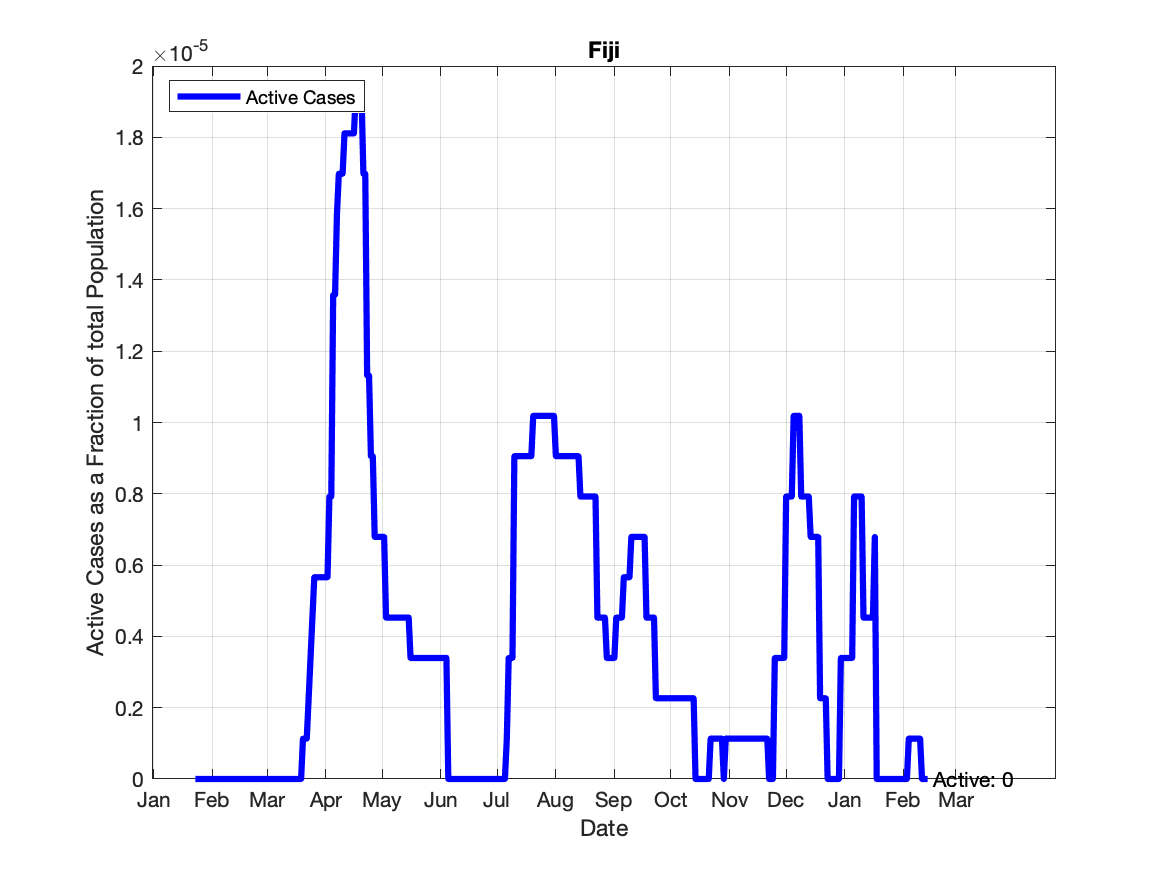 Fiji
×10-5
Active Cases
2
1.8
1.6
1.4
1.2
1
0.8
0.6
0.4
0.2
0
Active Cases as a Fraction of total Population
Active: 0
Jan Feb Mar Apr May Jun Jul Aug Sep Oct Nov Dec Jan Feb Mar
Date